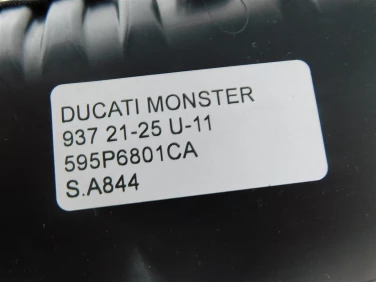 DUCATI MONSTER
937 21-25 U-11
595P6801CA
S.A844